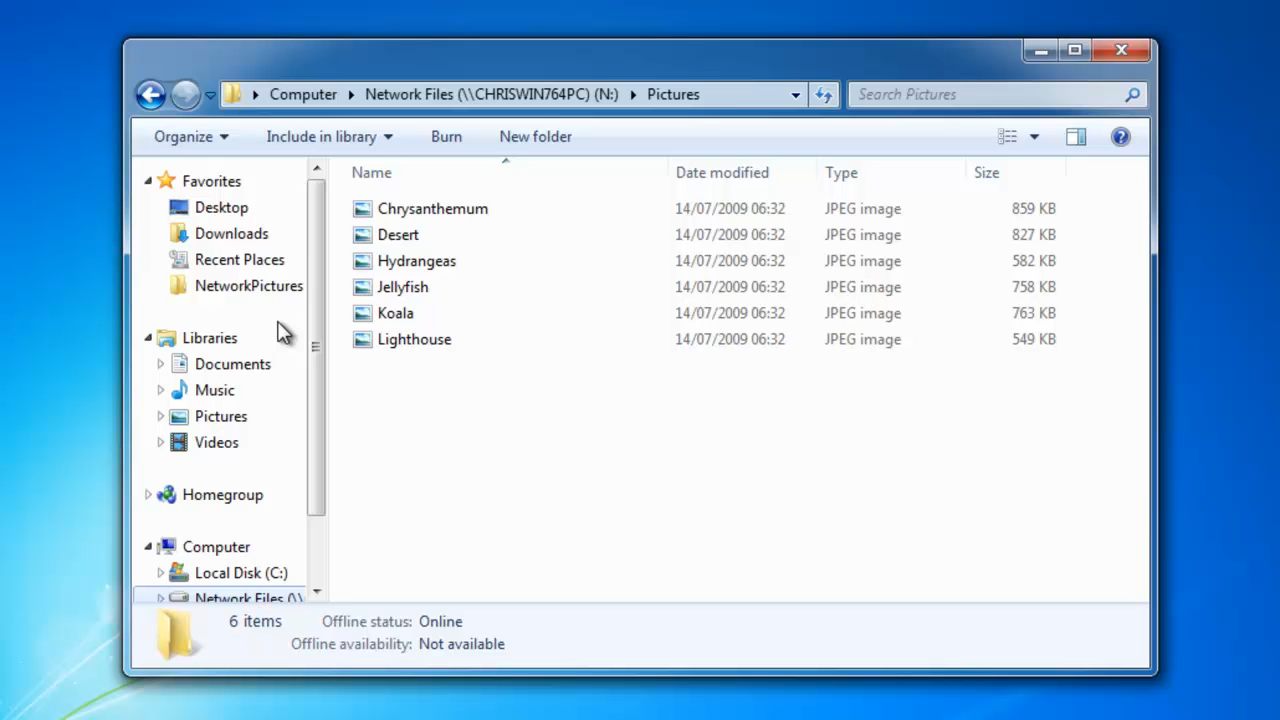 Computer Network Files (\\CHRISWIN764PC) (N:) Pictures
Search Pictures
Organize Include in library Burn New folder
Favorites
Desktop
Downloads
Recent Places
NetworkPictures
Libraries
Documents
Music
Pictures
Videos
Homegroup
Computer
Local Disk (C:)
Network Files (\\
Name Date modified Type Size
Chrysanthemum 14/07/2009 06:32 JPEG image 859 KB
Desert 14/07/2009 06:32 JPEG image 827 KB
Hydrangeas 14/07/2009 06:32 JPEG image 582 KB
Jellyfish 14/07/2009 06:32 JPEG image 758 KB
Koala 14/07/2009 06:32 JPEG image 763 KB
Lighthouse 14/07/2009 06:32 JPEG image 549 KB
6 items Offline status: Online
Offline availability: Not available